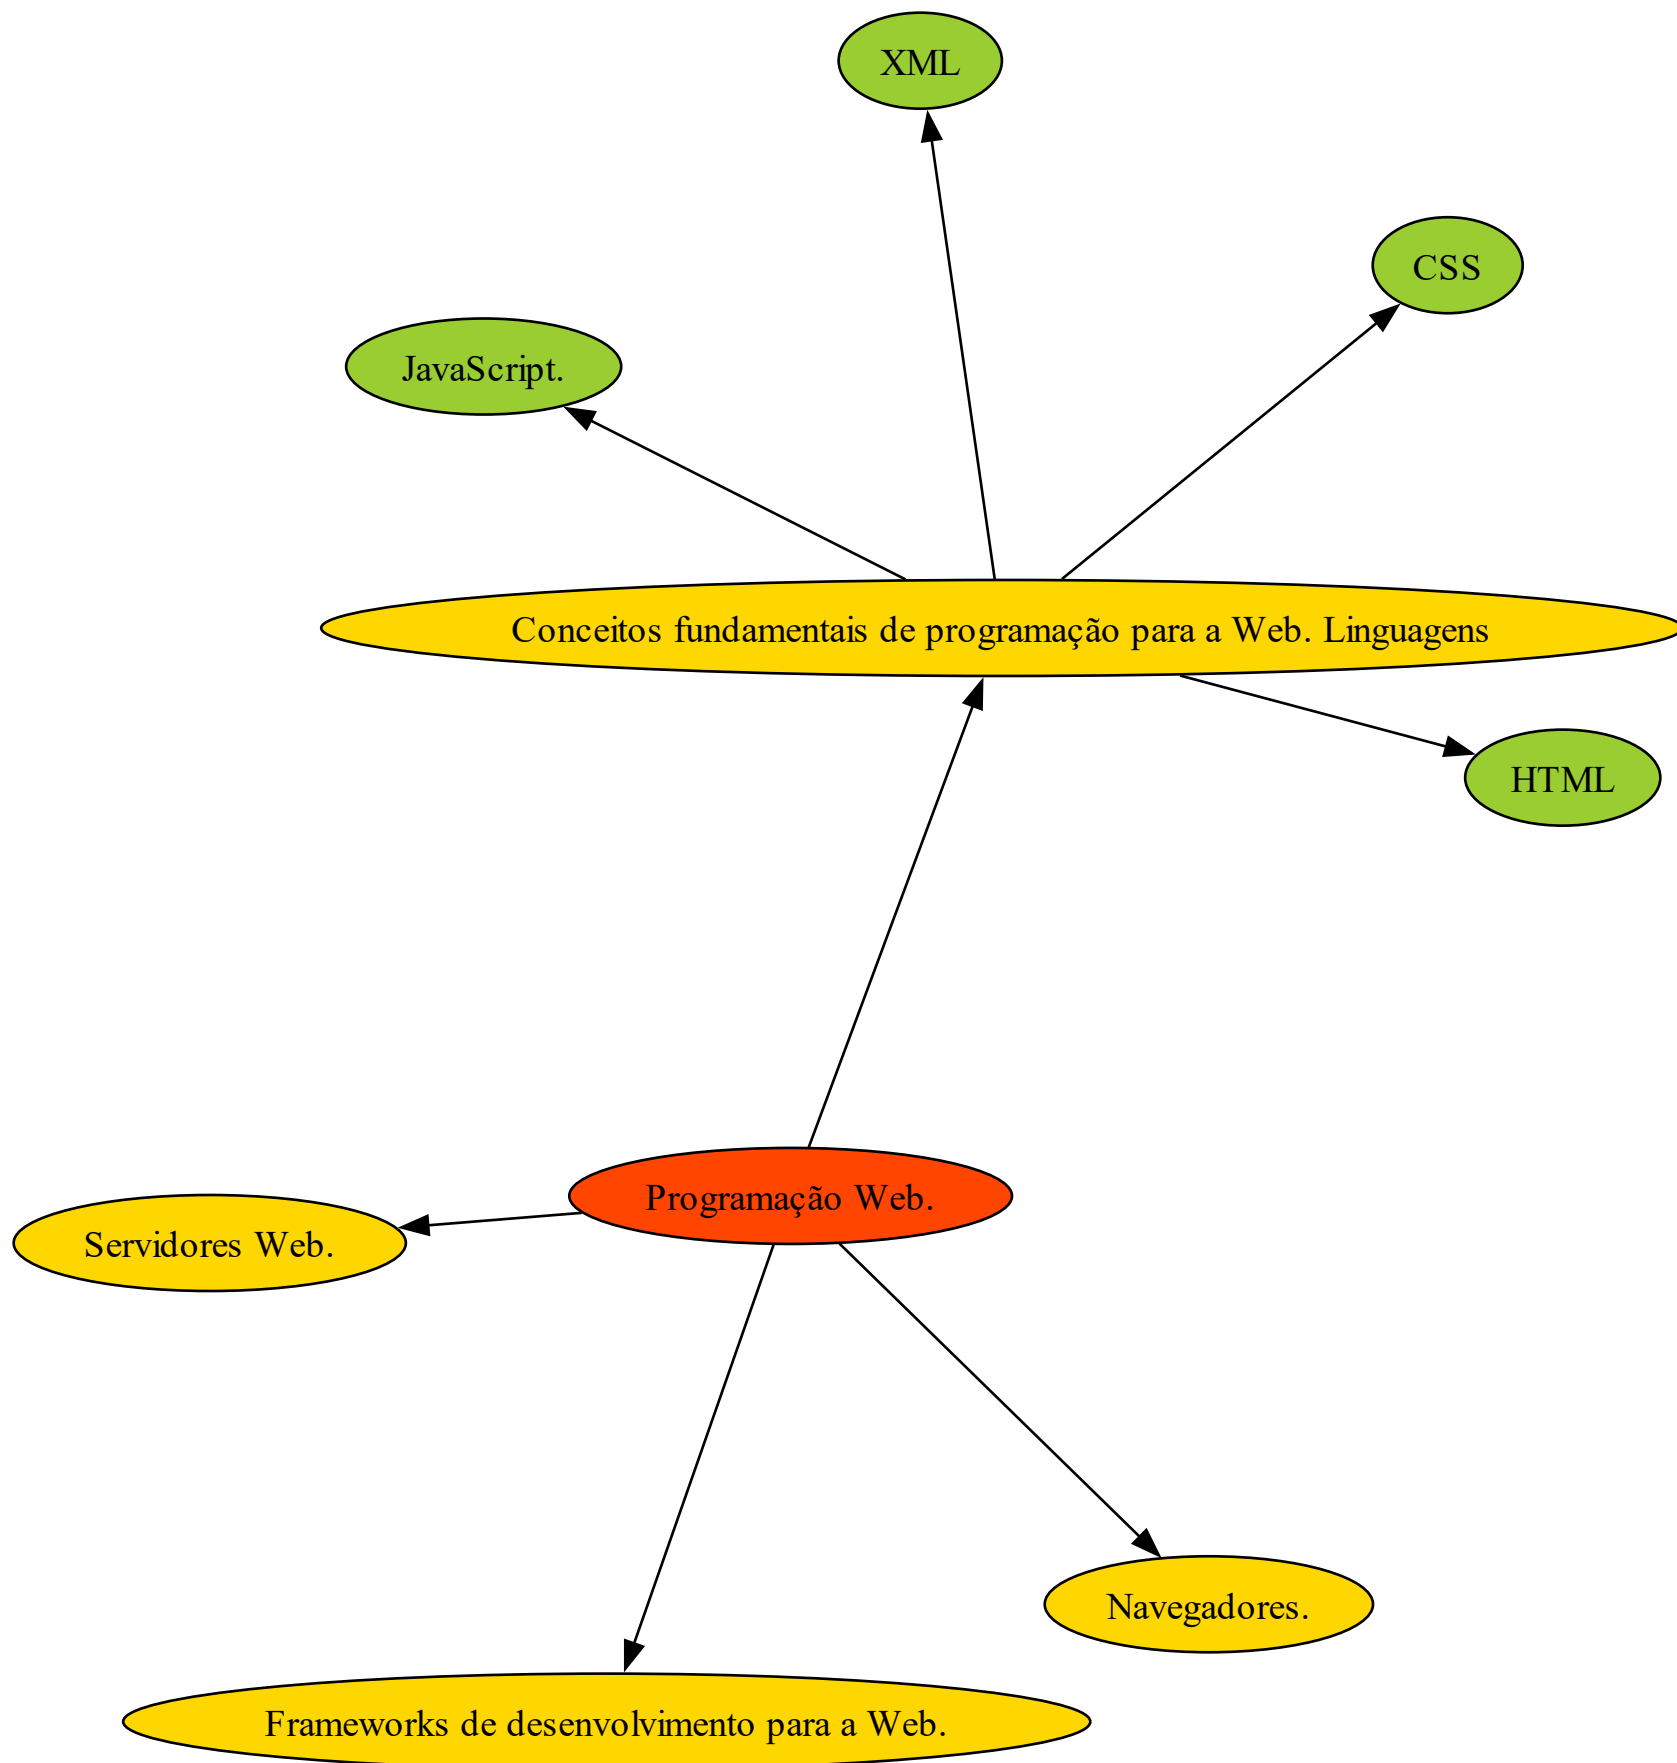 XML
CSS
JavaScript.
Conceitos fundamentais de programação para a Web. Linguagens
HTML
Programação Web.
Servidores Web.
Navegadores.
Frameworks de desenvolvimento para a Web.